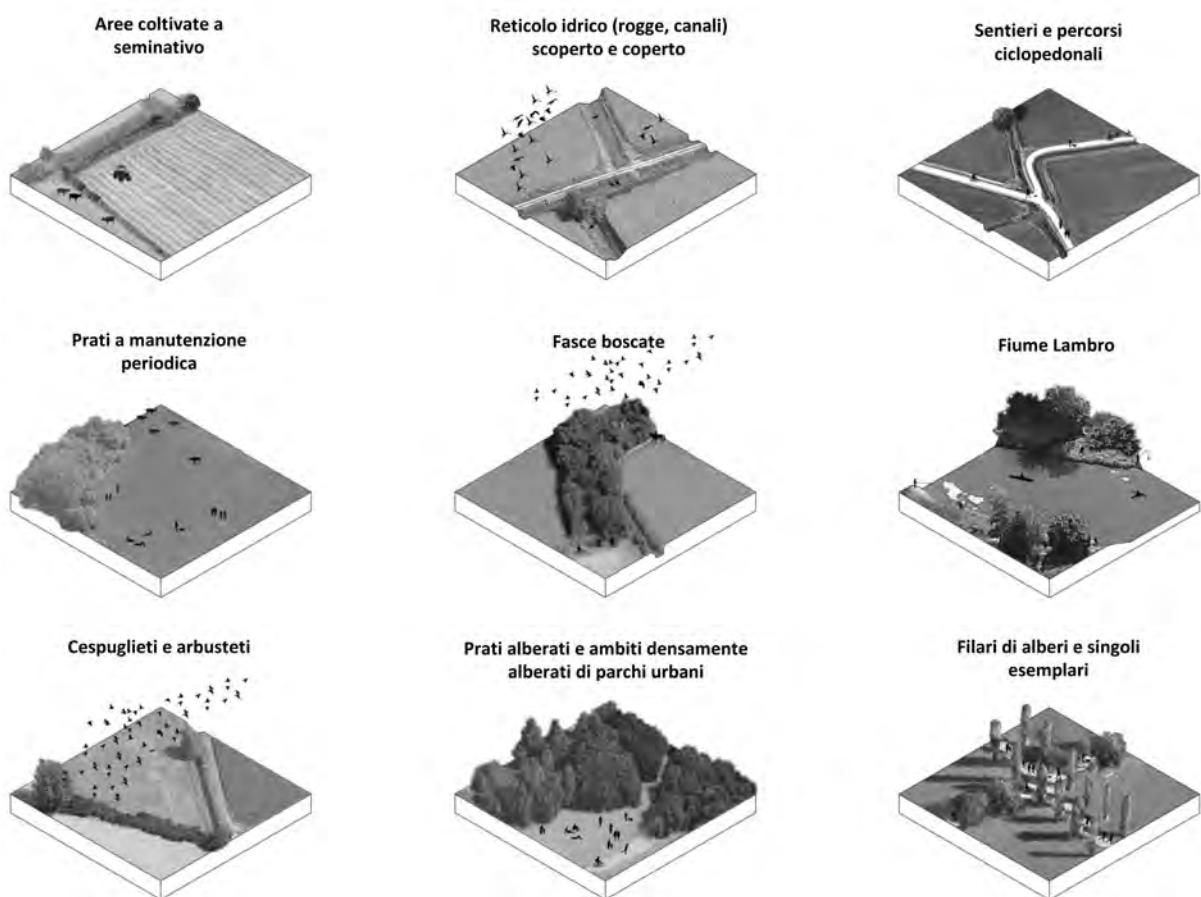 Aree coltivate a
seminativo
Reticolo idrico (rogge, canali)
scoperto e coperto
Sentieri e percorsi
ciclopedonali
Prati a manutenzione
periodica
Fasce boscate
Fiume Lambro
Cespuglieti e arbusteti
Prati alberati e ambiti densamente
alberati di parchi urbani
Filari di alberi e singoli
esemplari